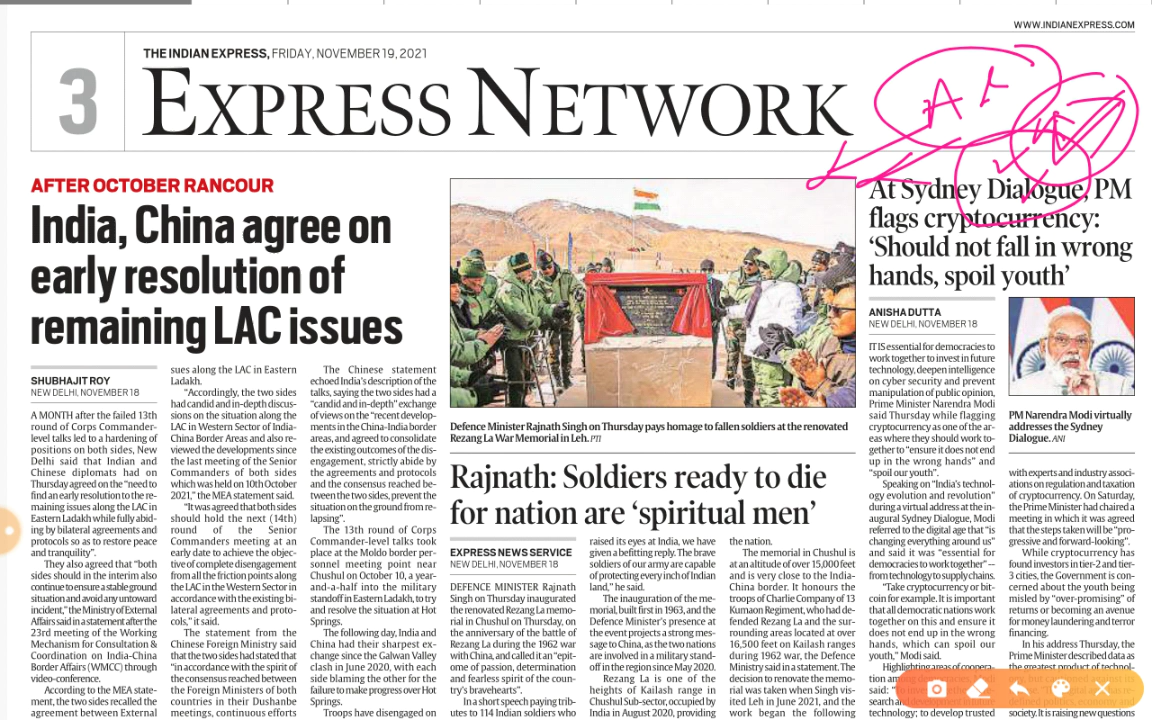 WWW.INDIANEXPRESS.COM
3
THE INDIAN EXPRESS, FRIDAY, NOVEMBER 19, 2021
EXPRESS NETWORK
AFTER OCTOBER RANCOUR
India, China agree on
early resolution of
remaining LAC issues
SHUBHAJIT ROY
NEW DELHI, NOVEMBER 18
A MONTH after the failed 13th
round of Corps Commander-
level talks led to a hardening of
positions on both sides, New
Delhi said that Indian and
Chinese diplomats had on
Thursday agreed on the "need to
find an early resolution to the re-
maining issues along the LAC in
Eastern Ladakh while fully abid-
ing by bilateral agreements and
protocols so as to restore peace
and tranquility".
They also agreed that "both
sides should in the interim also
continue to ensure a stable ground
situation and avoid any untoward
incident," the Ministry of External
Affairs said in a statement after the
23rd meeting of the Working
Mechanism for Consultation &
Coordination on India-China
Border Affairs (WMCC) through
video-conference.
According to the MEA state-
ment, the two sides recalled the
agreement between External
sues along the LAC in Eastern
Ladakh.
"Accordingly, the two sides
had candid and in-depth discus-
sions on the situation along the
LAC in Western Sector of India-
China Border Areas and also re-
viewed the developments since
the last meeting of the Senior
Commanders of both sides
which was held on 10th October
2021," the MEA statement said.
"It was agreed that both sides
should hold the next (14th)
round of the Senior
Commanders meeting at an
early date to achieve the objec-
tive of complete disengagement
from all the friction points along
the LAC in Western Sector in
accordance with the existing bi-
lateral agreements and proto-
cols," it said.
The statement from the
Chinese Foreign Ministry said
that the two sides had stated that
"in accordance with the spirit of
the consensus reached between
the Foreign Ministers of both
countries in their Dushanbe
meetings, continuous efforts
The Chinese statement
echoed India's description of the
talks, saying the two sides had a
"candid and in-depth" exchange
of views on the "recent develop-
ments in the China-India border
areas, and agreed to consolidate
the existing outcomes of the dis-
engagement, strictly abide by
the agreements and protocols
and the consensus reached be-
tween the two sides, prevent the
situation on the ground from re-
lapsing".
The 13th round of Corps
Commander-level talks took
place at the Moldo border per-
sonnel meeting point near
Chushul on October 10, a year-
and-a-half into the military
standoff in Eastern Ladakh, to try
and resolve the situation at Hot
Springs.
The following day, India and
China had their sharpest ex-
change since the Galwan Valley
clash in June 2020, with each
side blaming the other for the
failure to make progress over Hot
Springs.
Troops have disengaged on
Defence Minister Rajnath Singh on Thursday pays homage to fallen soldiers at the renovated
Rezang La War Memorial in Leh. PTI
Rajnath: Soldiers ready to die
for nation are 'spiritual men'
EXPRESS NEWS SERVICE
NEW DELHI, NOVEMBER 18
DEFENCE MINISTER Rajnath
Singh on Thursday inaugurated
the renovated Rezang La memo-
rial in Chushul on Thursday, on
the anniversary of the battle of
Rezang La during the 1962 war
with China, and called it an "epit-
ome of passion, determination
and fearless spirit of the coun-
try's bravehearts".
In a short speech paying trib-
utes to 114 Indian soldiers who
raised its eyes at India, we have
given a befitting reply. The brave
soldiers of our army are capable
of protecting every inch of Indian
land," he said.
The inauguration of the me-
morial, built first in 1963, and the
Defence Minister's presence at
the event projects a strong mes-
sage to China, as the two nations
are involved in a military stand-
off in the region since May 2020.
Rezang La is one of the
heights of Kailash range in
Chushul Sub-sector, occupied by
India in August 2020, providing
the nation.
The memorial in Chushul is
at an altitude of over 15,000 feet
and is very close to the India-
China border. It honours the
troops of Charlie Company of 13
Kumaon Regiment, who had de-
fended Rezang La and the sur-
rounding areas located at over
16,500 feet on Kailash ranges
during 1962 war, the Defence
Ministry said in a statement. The
decision to renovate the memo-
rial was taken when Singh vis-
ited Leh in June 2021, and the
work began the following
At Sydney Dialogue, PM
flags cryptocurrency:
'Should not fall in wrong
hands, spoil youth'
ANISHA DUTTA
NEW DELHI, NOVEMBER 18
IT IS essential for democracies to
work together to invest in future
technology, deepen intelligence
on cyber security and prevent
manipulation of public opinion,
Prime Minister Narendra Modi
said Thursday while flagging
cryptocurrency as one of the ar-
eas where they should work to-
gether to "ensure it does not end
up in the wrong hands" and
"spoil our youth".
Speaking on "India's technol-
ogy evolution and revolution"
during a virtual address at the in-
augural Sydney Dialogue, Modi
referred to the digital age that "is
changing everything around us"
and said it was "essential for
democracies to work together" —
from technology to supply chains.
"Take cryptocurrency or bit-
coin for example. It is important
that all democratic nations work
together on this and ensure it
does not end up in the wrong
hands, which can spoil our
youth," Modi said.
Highlighting areas of coopera-
said:
technology; to develop trusted
PM Narendra Modi virtually
addresses the Sydney
Dialogue. ANI
with experts and industry associ-
ations on regulation and taxation
of cryptocurrency. On Saturday,
the Prime Minister had chaired a
meeting in which it was agreed
that the steps taken will be "pro-
gressive and forward-looking".
While cryptocurrency has
found investors in tier-2 and tier-
3 cities, the Government is con-
cerned about the youth being
misled by "over-promising" of
returns or becoming an avenue
for money laundering and terror
financing.
In his address Thursday, the
Prime Minister described data as
the greatest product of technol-
society. It is raising new questions